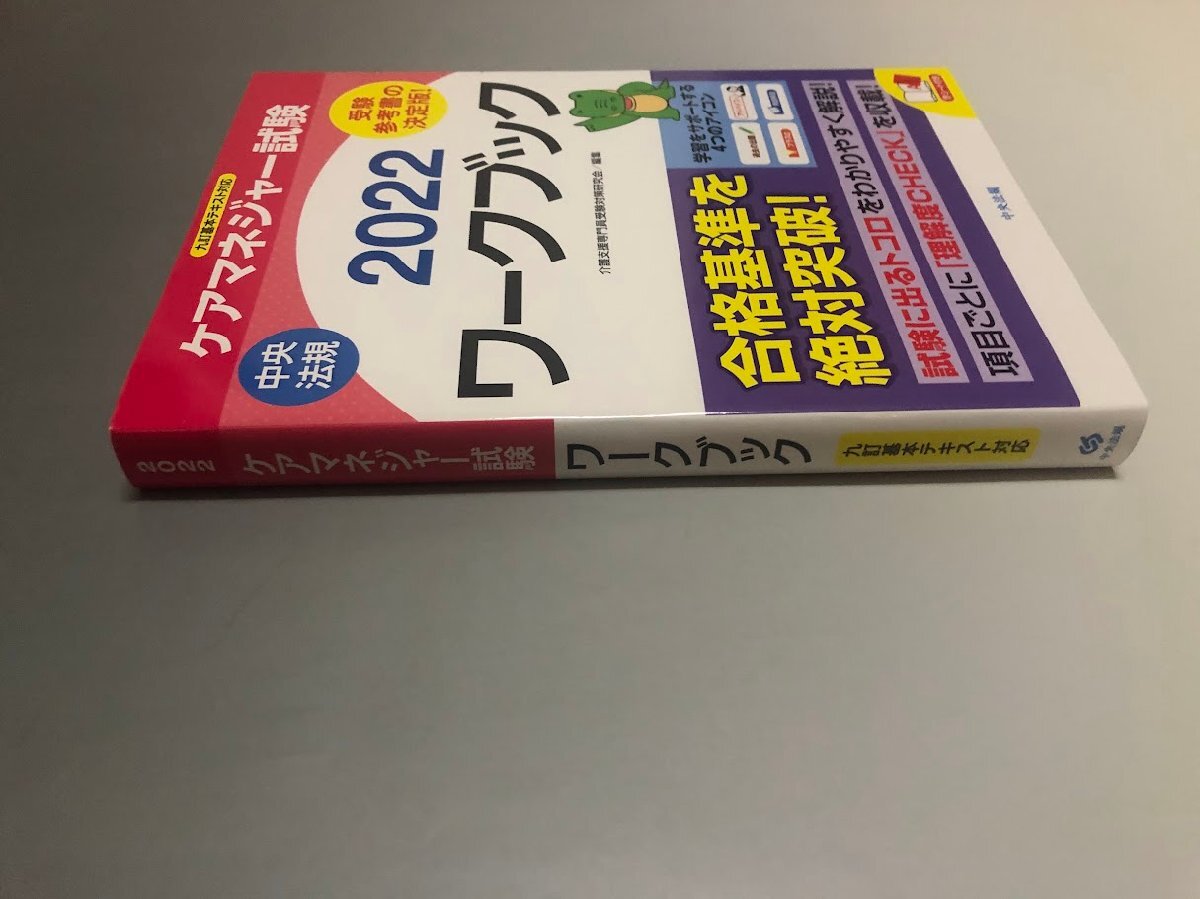 九訂基本テキスト対応
ケアマネジャー試験
受験
参考書の
決定版!
中央
法規
2022
ワークブック
介護支援専門員受験対策研究会 編集
学習をサポートする
4つのアイコン
合格基準を
絶対突破!
試験に出るトコロをわかりやすく解説!
項目ごとに「理解度CHECK」を収載!
中央法規
2022 ケアマネジャー試験 ワークブック 九訂基本テキスト対応 中央法規